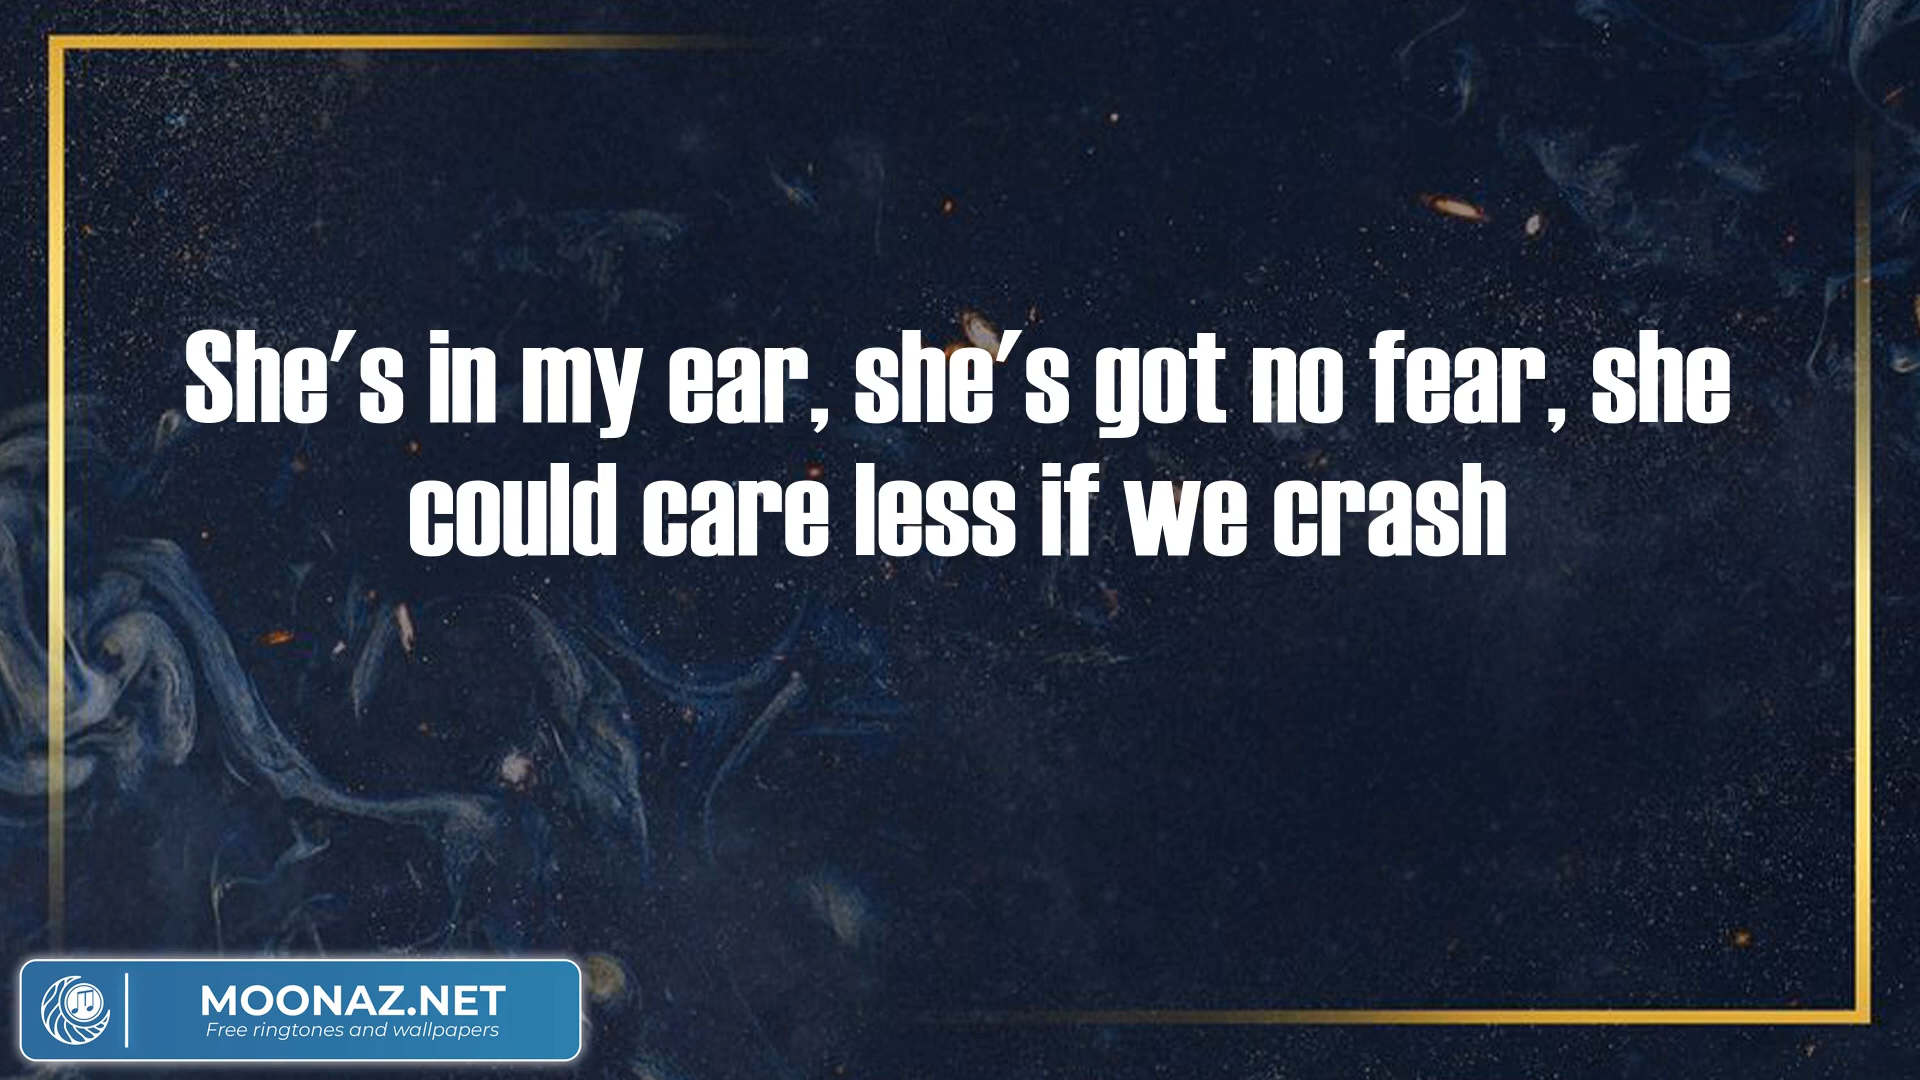 She's in my ear, she's got no fear, she
could care less if we crash
MOONAZ.NET
Free ringtones and wallpapers